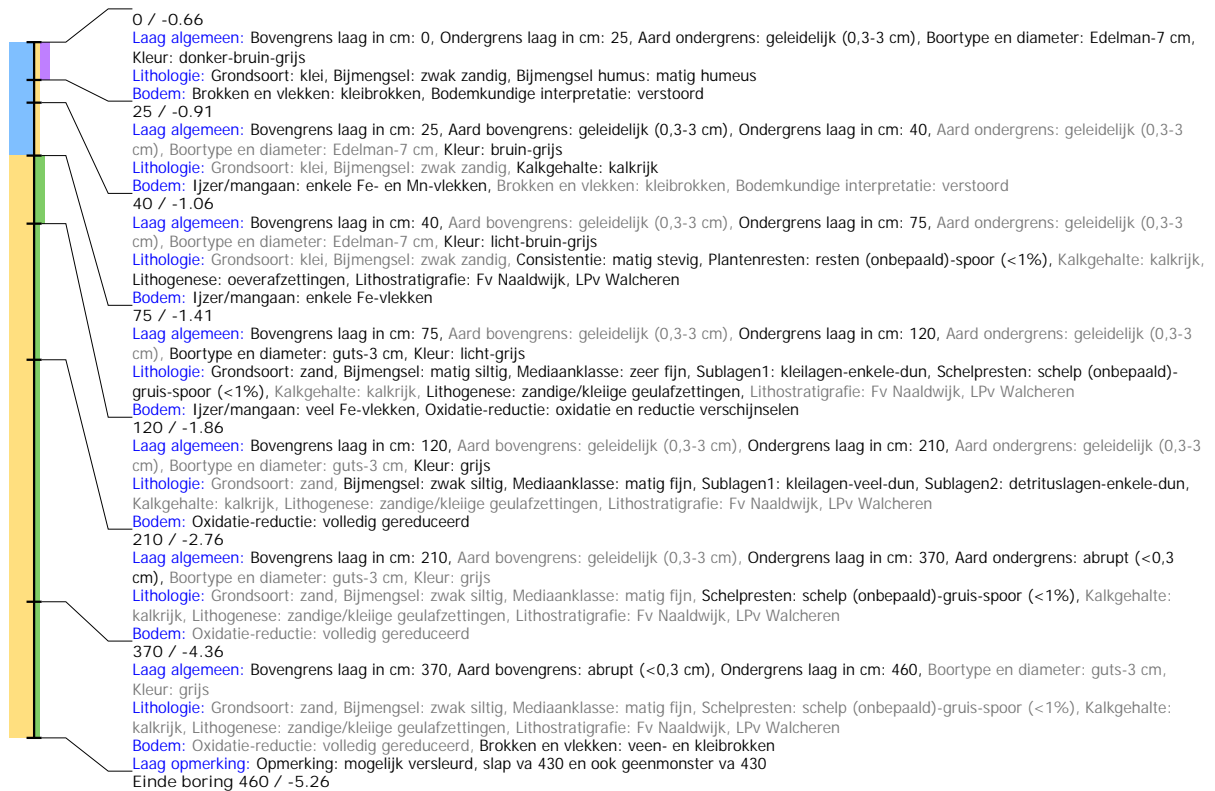 0 / -0.66
Laag algemeen: Bovengrens laag in cm: 0, Ondergrens laag in cm: 25, Aard ondergrens: geleidelijk (0,3-3 cm), Boortype en diameter: Edelman-7 cm,
Kleur: donker-bruin-grijs
Lithologie: Grondsoort: klei, Bijmengsel: zwak zandig, Bijmengsel humus: matig humeus
Bodem: Brokken en vlekken: kleibrokken, Bodemkundige interpretatie: verstoord
25 / -0.91
Laag algemeen: Bovengrens laag in cm: 25, Aard bovengrens: geleidelijk (0,3-3 cm), Ondergrens laag in cm: 40, Aard ondergrens: geleidelijk (0,3-3
cm), Boortype en diameter: Edelman-7 cm, Kleur: bruin-grijs
Lithologie: Grondsoort: klei, Bijmengsel: zwak zandig, Kalkgehalte: kalkrijk
Bodem: Ijzer/mangaan: enkele Fe- en Mn-vlekken, Brokken en vlekken: kleibrokken, Bodemkundige interpretatie: verstoord
40 / -1.06
Laag algemeen: Bovengrens laag in cm: 40, Aard bovengrens: geleidelijk (0,3-3 cm), Ondergrens laag in cm: 75, Aard ondergrens: geleidelijk (0,3-3
cm), Boortype en diameter: Edelman-7 cm, Kleur: licht-bruin-grijs
Lithologie: Grondsoort: klei, Bijmengsel: zwak zandig, Consistentie: matig stevig, Plantenresten: resten (onbepaald)-spoor (<1%), Kalkgehalte: kalkrijk,
Lithogenese: oeverafzettingen, Lithostratigrafie: Fv Naaldwijk, LPv Walcheren
Bodem: Ijzer/mangaan: enkele Fe-vlekken
75 / -1.41
Laag algemeen: Bovengrens laag in cm: 75, Aard bovengrens: geleidelijk (0,3-3 cm), Ondergrens laag in cm: 120, Aard ondergrens: geleidelijk (0,3-3
cm), Boortype en diameter: guts-3 cm, Kleur: licht-grijs
Lithologie: Grondsoort: zand, Bijmengsel: matig siltig, Mediaanklasse: zeer fijn, Sublagen1: kleilagen-enkele-dun, Schelpresten: schelp (onbepaald)-
gruis-spoor (<1%), Kalkgehalte: kalkrijk, Lithogenese: zandige/kleiige geulafzettingen, Lithostratigrafie: Fv Naaldwijk, LPv Walcheren
Bodem: Ijzer/mangaan: veel Fe-vlekken, Oxidatie-reductie: oxidatie en reductie verschijnselen
120 / -1.86
Laag algemeen: Bovengrens laag in cm: 120, Aard bovengrens: geleidelijk (0,3-3 cm), Ondergrens laag in cm: 210, Aard ondergrens: geleidelijk (0,3-3
cm), Boortype en diameter: guts-3 cm, Kleur: grijs
Lithologie: Grondsoort: zand, Bijmengsel: zwak siltig, Mediaanklasse: matig fijn, Sublagen1: kleilagen-veel-dun, Sublagen2: detrituslagen-enkele-dun,
Kalkgehalte: kalkrijk, Lithogenese: zandige/kleiige geulafzettingen, Lithostratigrafie: Fv Naaldwijk, LPv Walcheren
Bodem: Oxidatie-reductie: volledig gereduceerd
210 / -2.76
Laag algemeen: Bovengrens laag in cm: 210, Aard bovengrens: geleidelijk (0,3-3 cm), Ondergrens laag in cm: 370, Aard ondergrens: abrupt (<0,3
cm), Boortype en diameter: guts-3 cm, Kleur: grijs
Lithologie: Grondsoort: zand, Bijmengsel: zwak siltig, Mediaanklasse: matig fijn, Schelpresten: schelp (onbepaald)-gruis-spoor (<1%), Kalkgehalte:
kalkrijk, Lithogenese: zandige/kleiige geulafzettingen, Lithostratigrafie: Fv Naaldwijk, LPv Walcheren
Bodem: Oxidatie-reductie: volledig gereduceerd
370 / -4.36
Laag algemeen: Bovengrens laag in cm: 370, Aard bovengrens: abrupt (<0,3 cm), Ondergrens laag in cm: 460, Boortype en diameter: guts-3 cm,
Kleur: grijs
Lithologie: Grondsoort: zand, Bijmengsel: zwak siltig, Mediaanklasse: matig fijn, Schelpresten: schelp (onbepaald)-gruis-spoor (<1%), Kalkgehalte:
kalkrijk, Lithogenese: zandige/kleiige geulafzettingen, Lithostratigrafie: Fv Naaldwijk, LPv Walcheren
Bodem: Oxidatie-reductie: volledig gereduceerd, Brokken en vlekken: veen- en kleibrokken
Laag opmerking: Opmerking: mogelijk versleurd, slap va 430 en ook geenmonster va 430
Einde boring 460 / -5.26